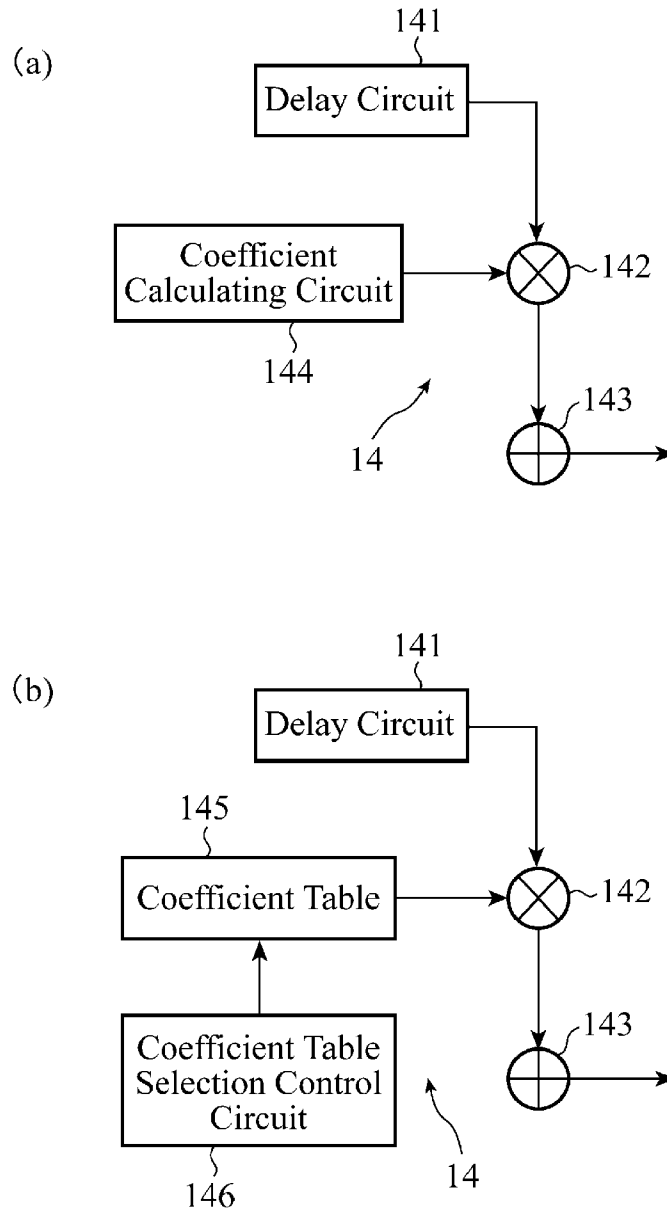 (a)
141
Delay Circuit
Coefficient
Calculating Circuit
142
144
143
14
(b)
141
Delay Circuit
145
Coefficient Table
142
143
Coefficient Table
Selection Control
Circuit
14
146